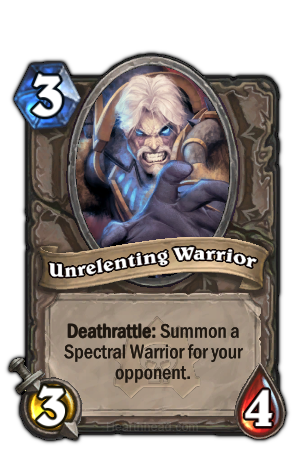 3
Unrelenting Warrior
Deathrattle: Summon a
Spectral Warrior for your
opponent.
3
4